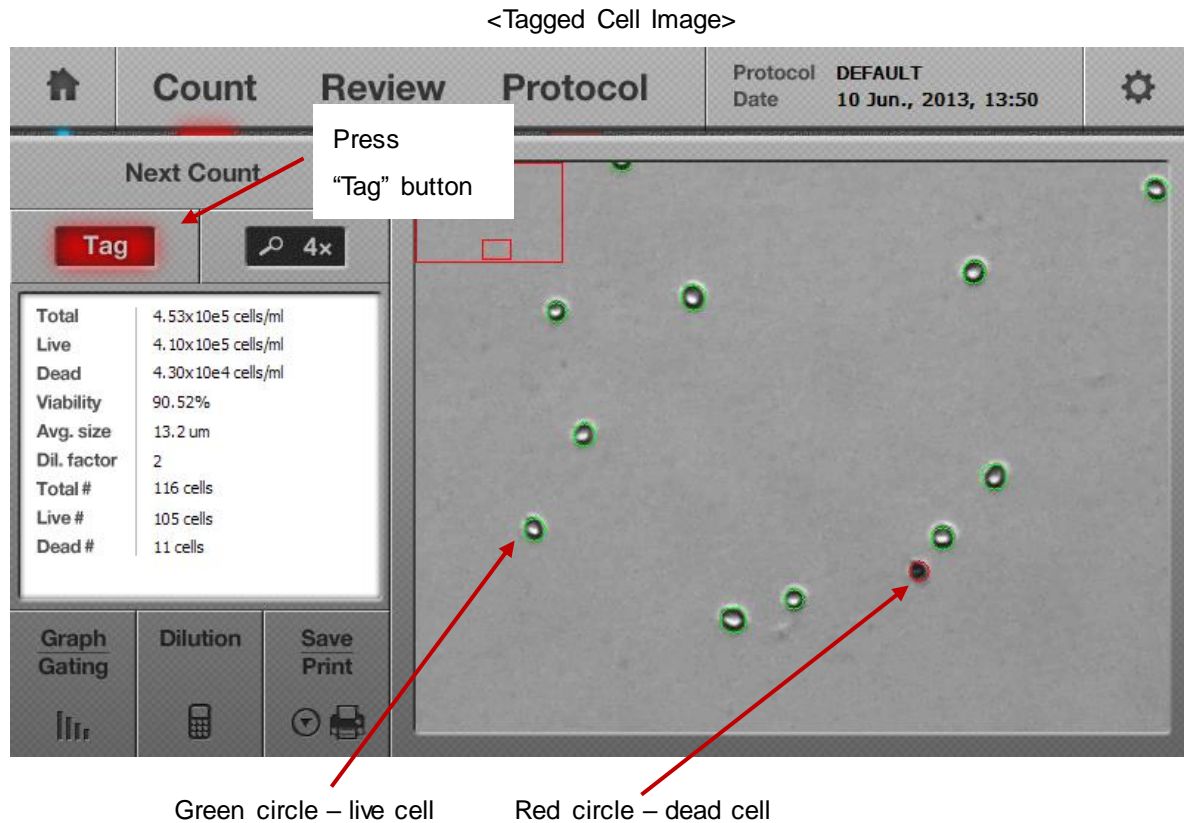 <Tagged Cell Image>
Count Review Protocol
Protocol DEFAULT
Date 10 Jun., 2013, 13:50
Press
“Tag” button
Next Count
Tag 4×
Total 4.53x10e5 cells/ml
Live 4.10x10e5 cells/ml
Dead 4.30x10e4 cells/ml
Viability 90.52%
Avg. size 13.2 um
Dil. factor 2
Total # 116 cells
Live # 105 cells
Dead # 11 cells
Graph
Gating
Dilution
Save
Print
Green circle – live cell
Red circle – dead cell